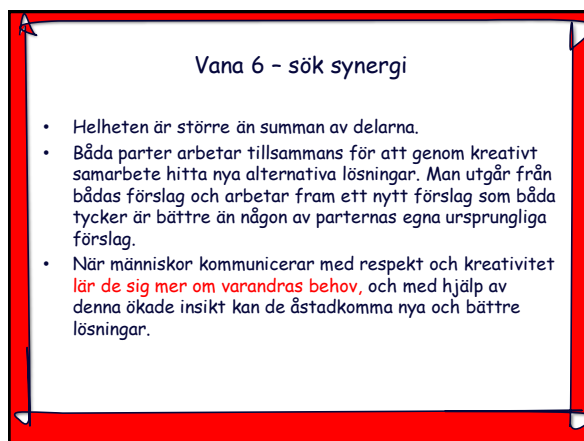 Vana 6 – sök synergi
• Helheten är större än summan av delarna.
• Båda parter arbetar tillsammans för att genom kreativt
samarbete hitta nya alternativa lösningar. Man utgår från
bådas förslag och arbetar fram ett nytt förslag som båda
tycker är bättre än någon av parternas egna ursprungliga
förslag.
• När människor kommunicerar med respekt och kreativitet
lär de sig mer om varandras behov, och med hjälp av
denna ökade insikt kan de åstadkomma nya och bättre
lösningar.